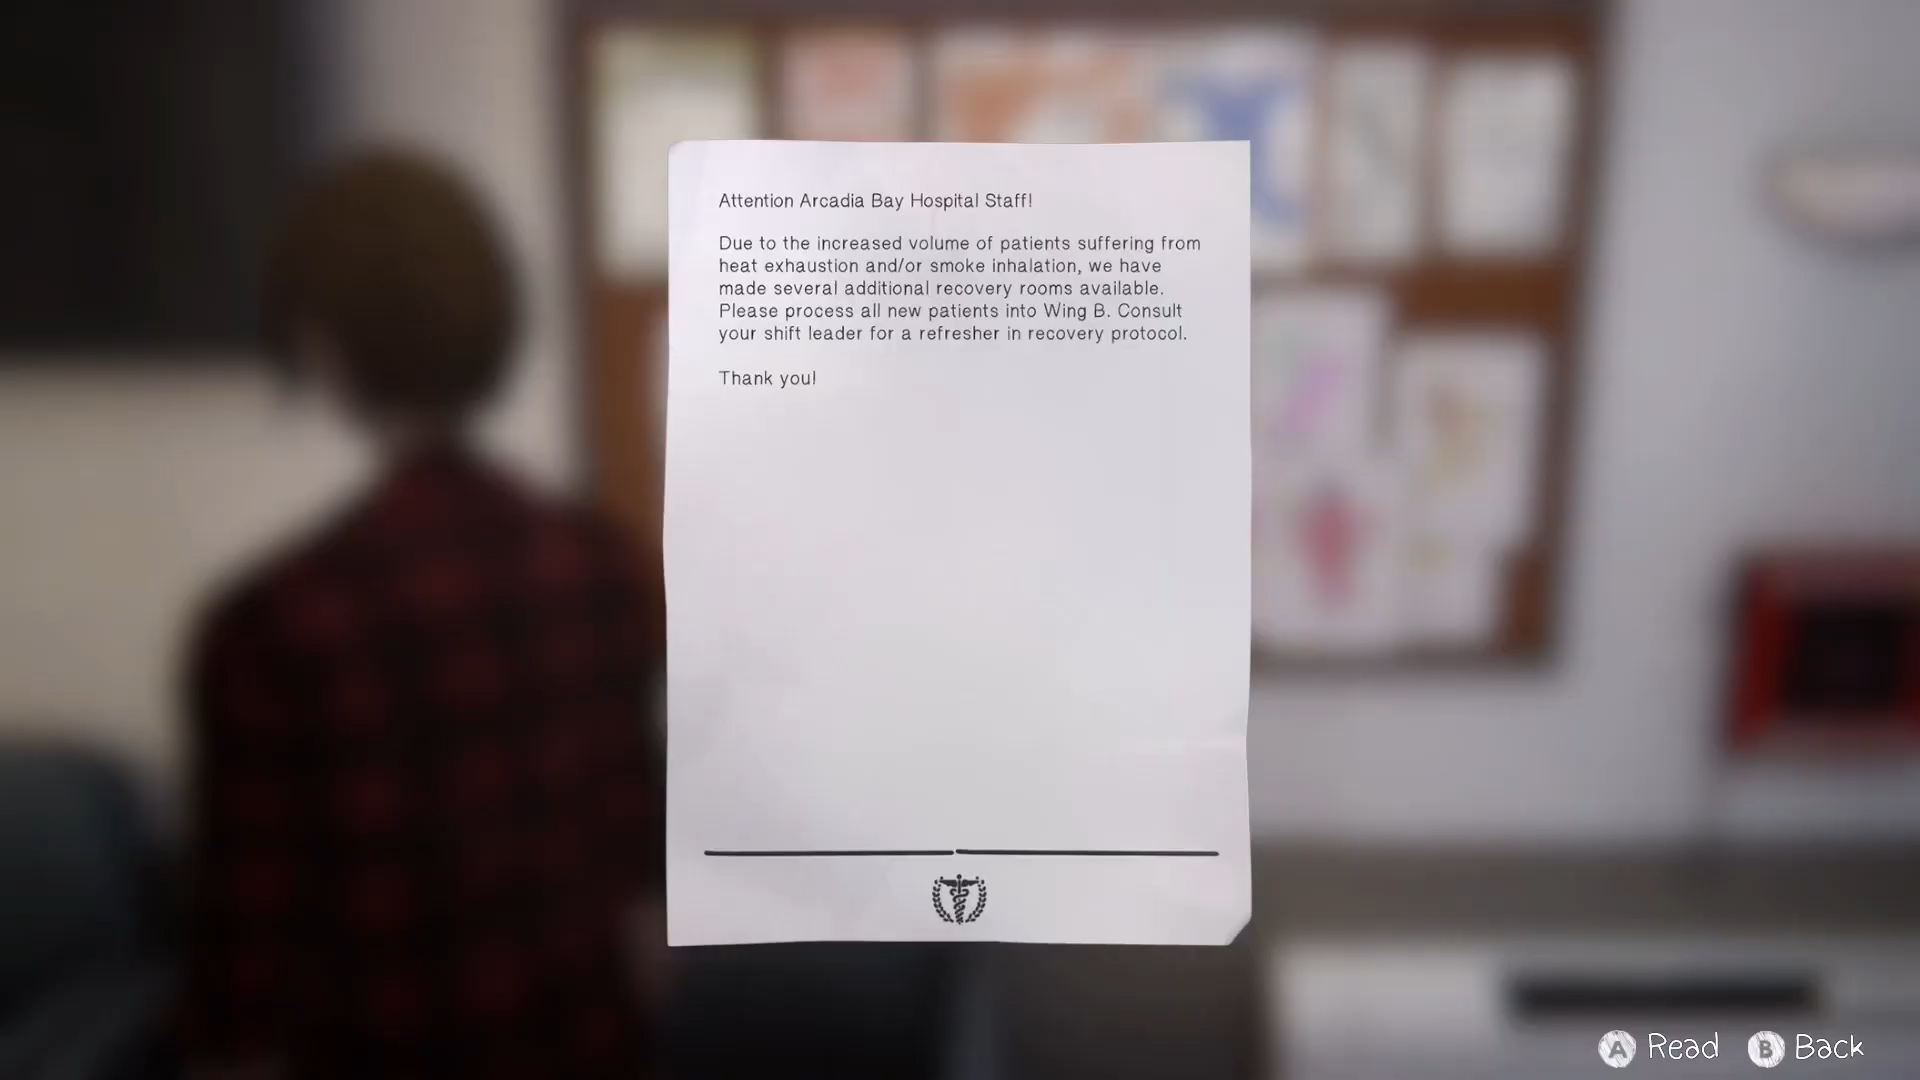 Attention Arcadia Bay Hospital Staff!
Due to the increased volume of patients suffering from
heat exhaustion and/or smoke inhalation, we have
made several additional recovery rooms available.
Please process all new patients into Wing B. Consult
your shift leader for a refresher in recovery protocol.
Thank you!
A Read B Back